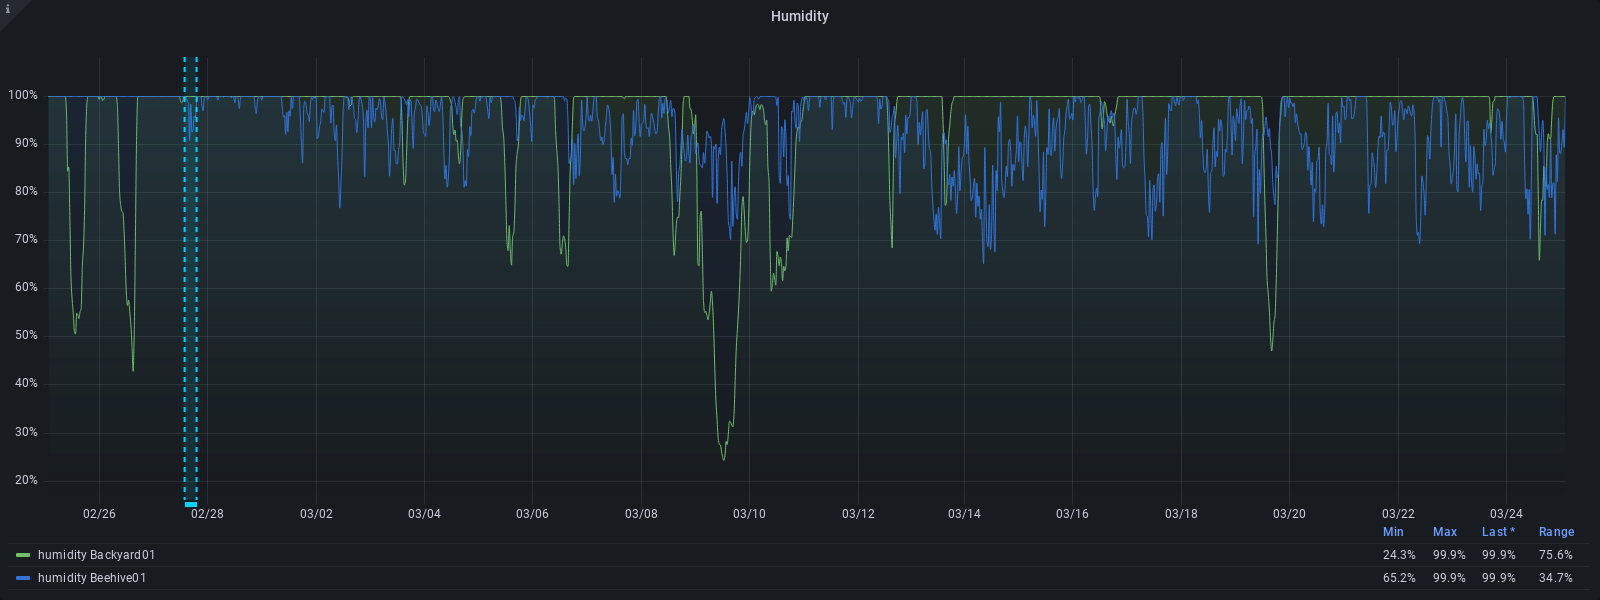 i
Humidity
100%
90%
80%
70%
60%
50%
40%
30%
20%
02/26 02/28 03/02 03/04 03/06 03/08 03/10 03/12 03/14 03/16 03/18 03/20 03/22 03/24
Min Max Last * Range
humidity Backyard01 24.3% 99.9% 99.9% 75.6%
humidity Beehive01 65.2% 99.9% 99.9% 34.7%